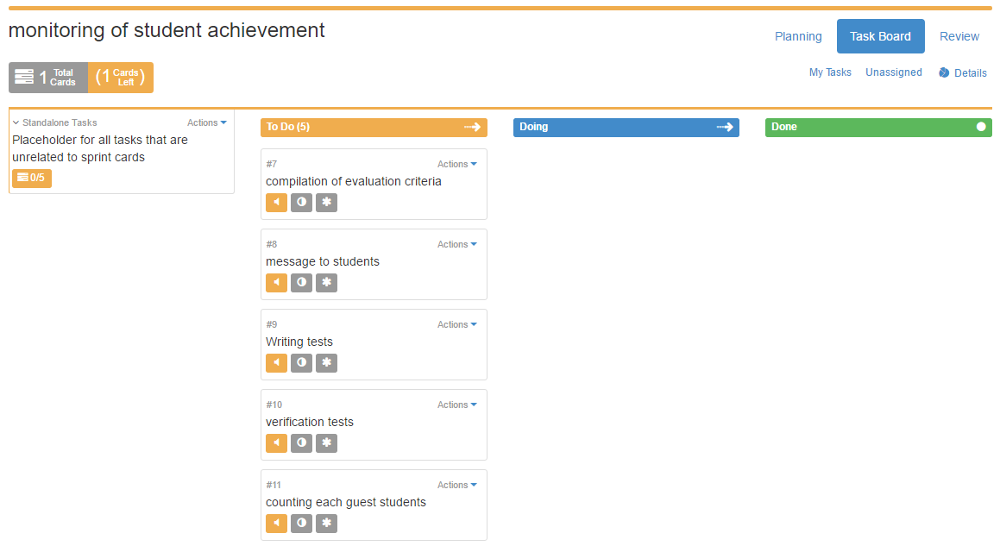 monitoring of student achievement
Planning
Task Board
Review
1 Total Cards
(1 Cards Left)
My Tasks
Unassigned
Details
Standalone Tasks
Actions
Placeholder for all tasks that are
unrelated to sprint cards
0/5
To Do (5)
Doing
Done
#7
Actions
compilation of evaluation criteria
#8
Actions
message to students
#9
Actions
Writing tests
#10
Actions
verification tests
#11
Actions
counting each guest students